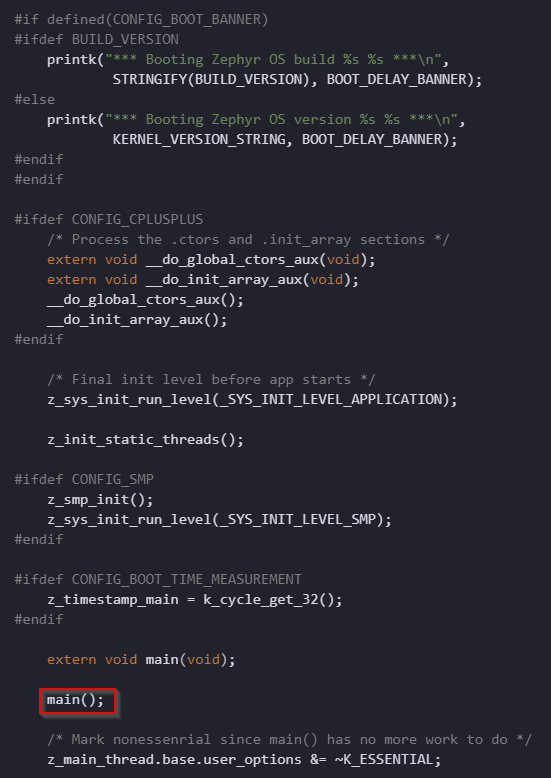 #if defined(CONFIG_BOOT_BANNER)
#ifdef BUILD_VERSION
    printk("*** Booting Zephyr OS build %s %s ***\n",
            STRINGIFY(BUILD_VERSION), BOOT_DELAY_BANNER);
#else
    printk("*** Booting Zephyr OS version %s %s ***\n",
            KERNEL_VERSION_STRING, BOOT_DELAY_BANNER);
#endif
#endif

#ifdef CONFIG_CPLUSPLUS
    /* Process the .ctors and .init_array sections */
    extern void __do_global_ctors_aux(void);
    extern void __do_init_array_aux(void);
    __do_global_ctors_aux();
    __do_init_array_aux();
#endif

    /* Final init level before app starts */
    z_sys_init_run_level(_SYS_INIT_LEVEL_APPLICATION);

    z_init_static_threads();

#ifdef CONFIG_SMP
    z_smp_init();
    z_sys_init_run_level(_SYS_INIT_LEVEL_SMP);
#endif

#ifdef CONFIG_BOOT_TIME_MEASUREMENT
    z_timestamp_main = k_cycle_get_32();
#endif

    extern void main(void);

    main();

    /* Mark nonessenrial since main() has no more work to do */
    z_main_thread.base.user_options &= ~K_ESSENTIAL;